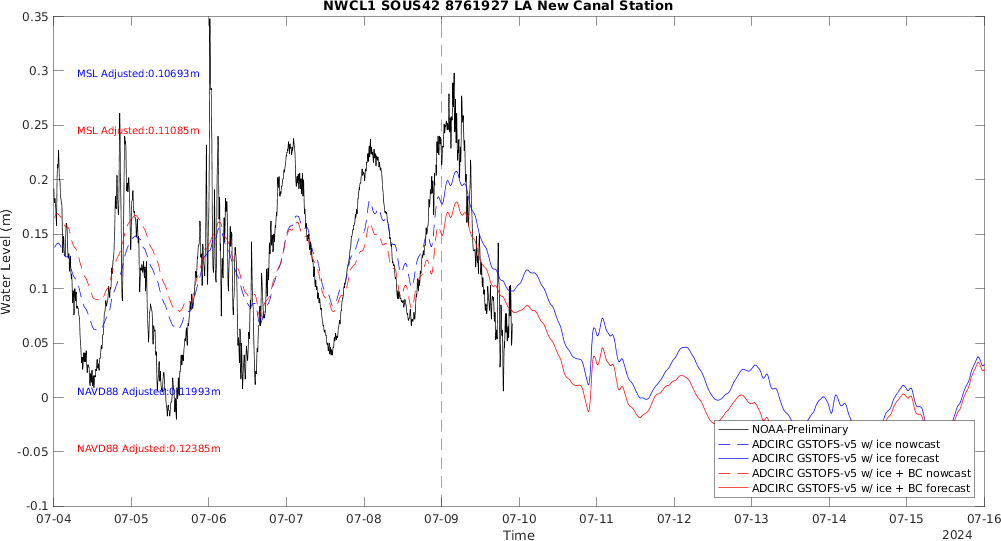 NWCL1 SOUS42 8761927 LA New Canal Station
0.35
0.3
0.25
0.2
0.15
0.1
0.05
0
-0.05
-0.1
Water Level (m)
MSL Adjusted:0.10693m
MSL Adjusted:0.11085m
NAVD88 Adjusted:0.11993m
NAVD88 Adjusted:0.12385m
NOAA-Preliminary
ADCIRC GSTOFS-v5 w/ ice nowcast
ADCIRC GSTOFS-v5 w/ ice forecast
ADCIRC GSTOFS-v5 w/ ice + BC nowcast
ADCIRC GSTOFS-v5 w/ ice + BC forecast
07-04 07-05 07-06 07-07 07-08 07-09 07-10 07-11 07-12 07-13 07-14 07-15 07-16
Time
2024